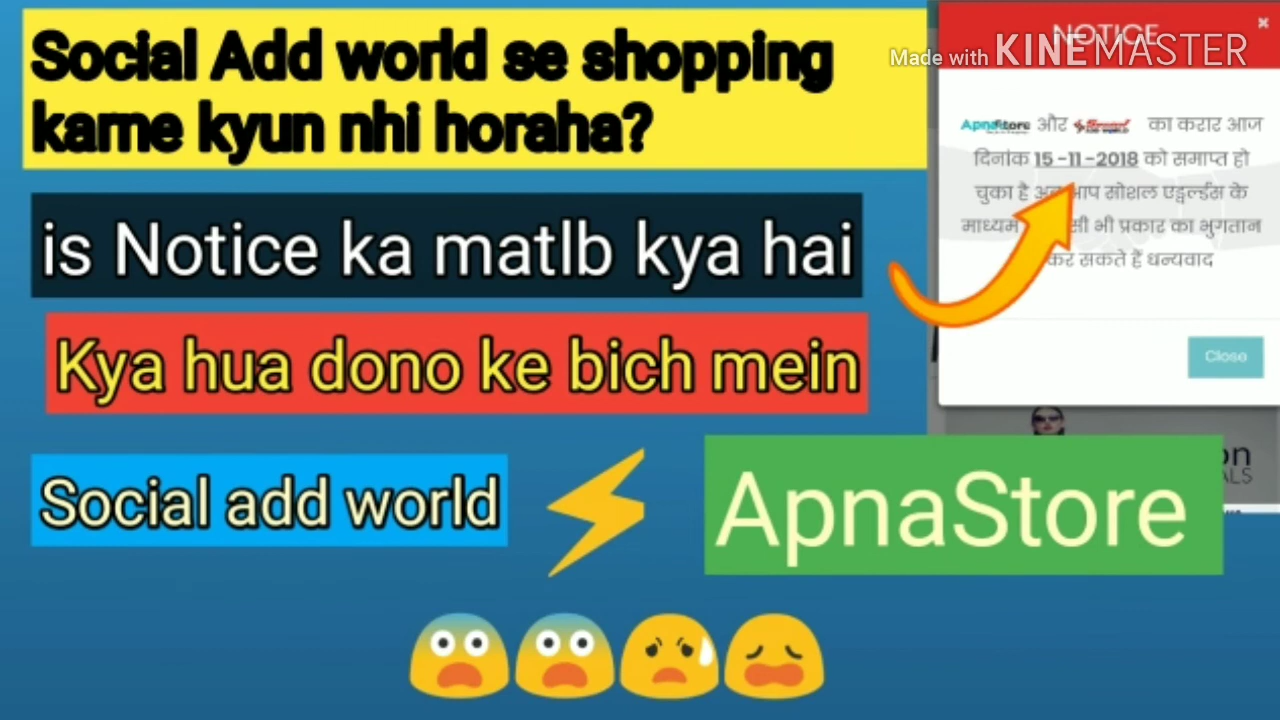 Social Add world se shopping
karne kyun nhi horaha?
NOTICE
Made with KINEMASTER
ApnaStore और का करार आज
दिनांक 15-11-2018 को समाप्त हो
चुका है आप सोशल एड्वर्ल्डस के
माध्यम भी प्रकार का भुगतान
कर सकते हैं धन्यवाद
Close
is Notice ka matlb kya hai
Kya hua dono ke bich mein
Social add world
ApnaStore